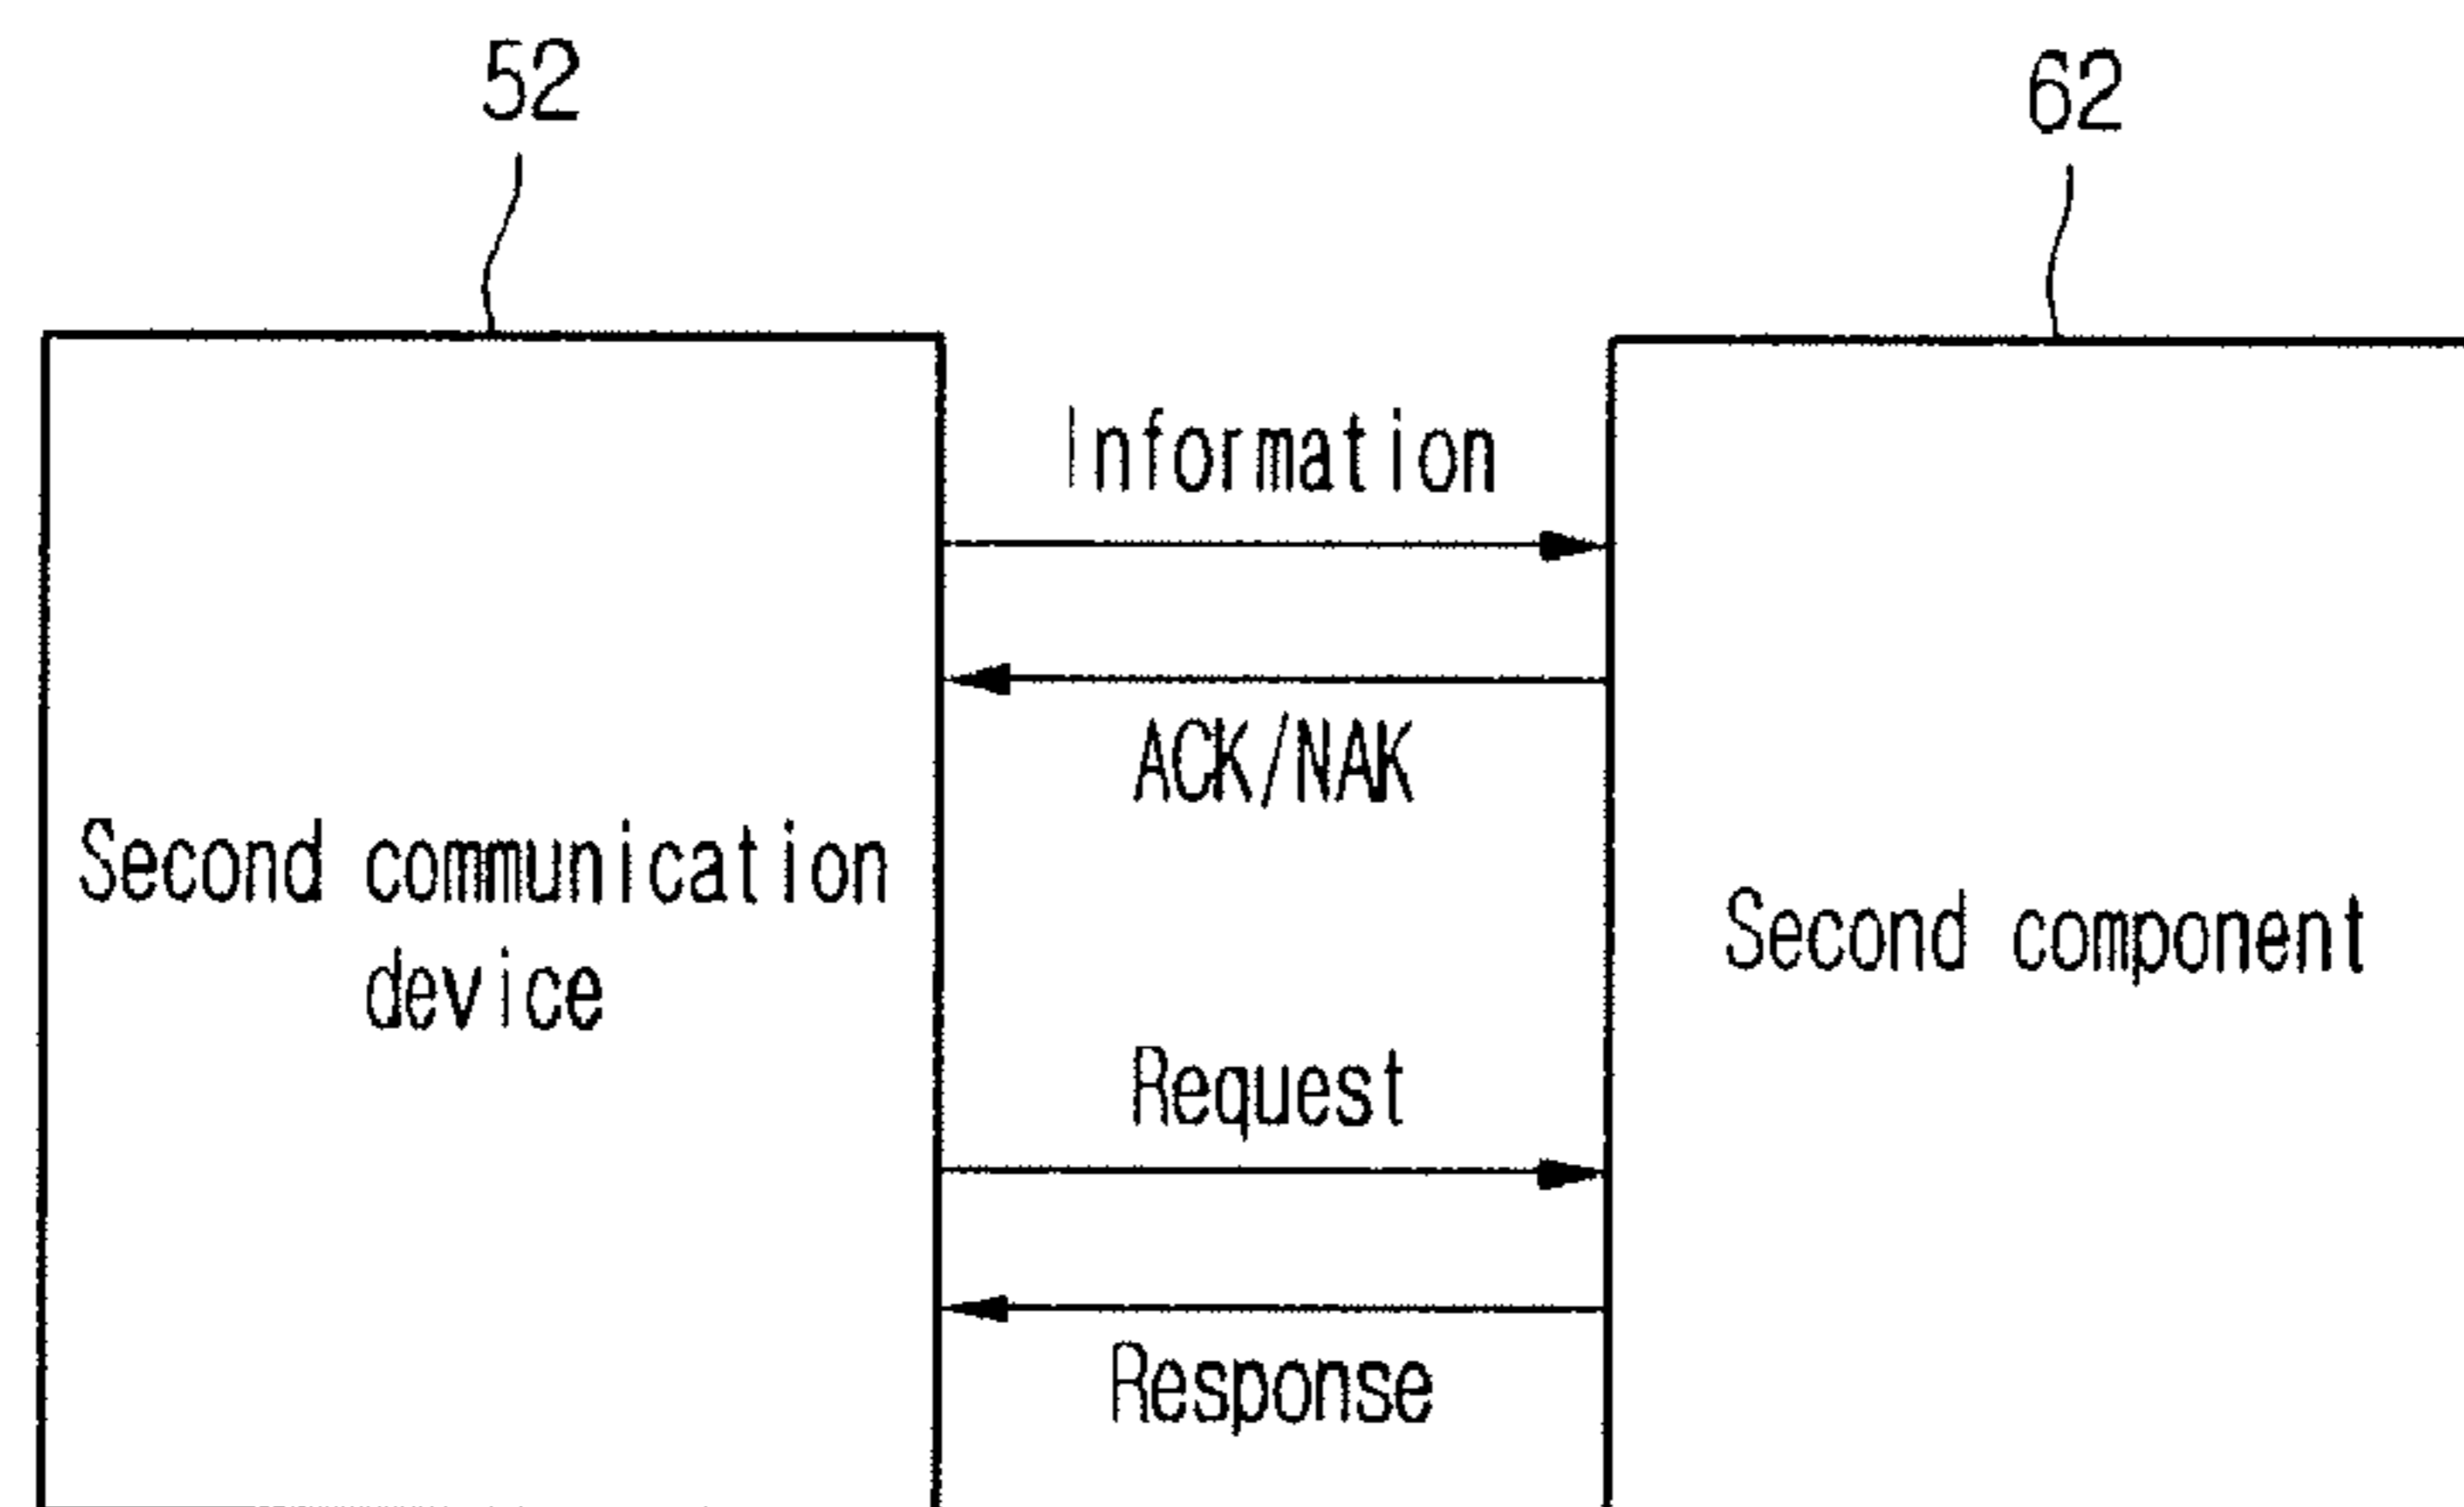 52
62
Information
ACK/NAK
Second communication
device
Second component
Request
Response